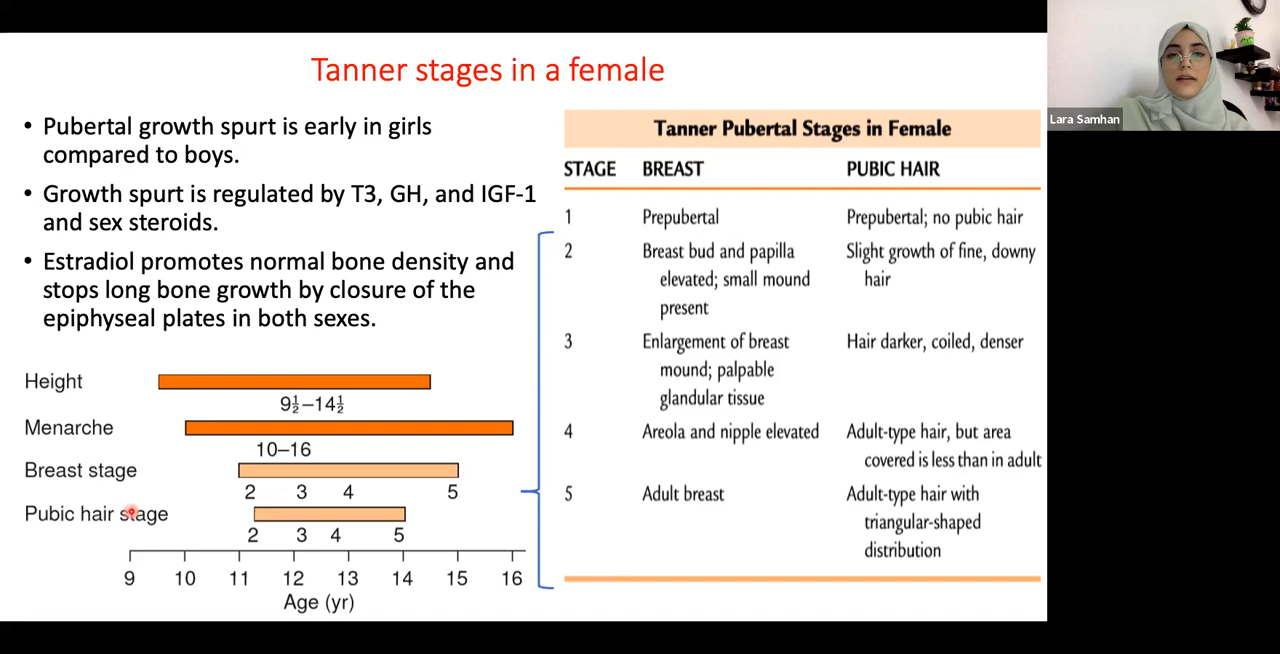 Tanner stages in a female
• Pubertal growth spurt is early in girls
compared to boys.
• Growth spurt is regulated by T3, GH, and IGF-1
and sex steroids.
• Estradiol promotes normal bone density and
stops long bone growth by closure of the
epiphyseal plates in both sexes.
Height
9½–14½
Menarche
10–16
Breast stage
2 3 4 5
Pubic hair stage
2 3 4 5
9 10 11 12 13 14 15 16
Age (yr)
Tanner Pubertal Stages in Female
STAGE BREAST PUBIC HAIR
1 Prepubertal Prepubertal; no pubic hair
2 Breast bud and papilla Slight growth of fine, downy
elevated; small mound hair
present
3 Enlargement of breast Hair darker, coiled, denser
mound; palpable
glandular tissue
4 Areola and nipple elevated Adult-type hair, but area
covered is less than in adult
5 Adult breast Adult-type hair with
triangular-shaped
distribution
Lara Samhan